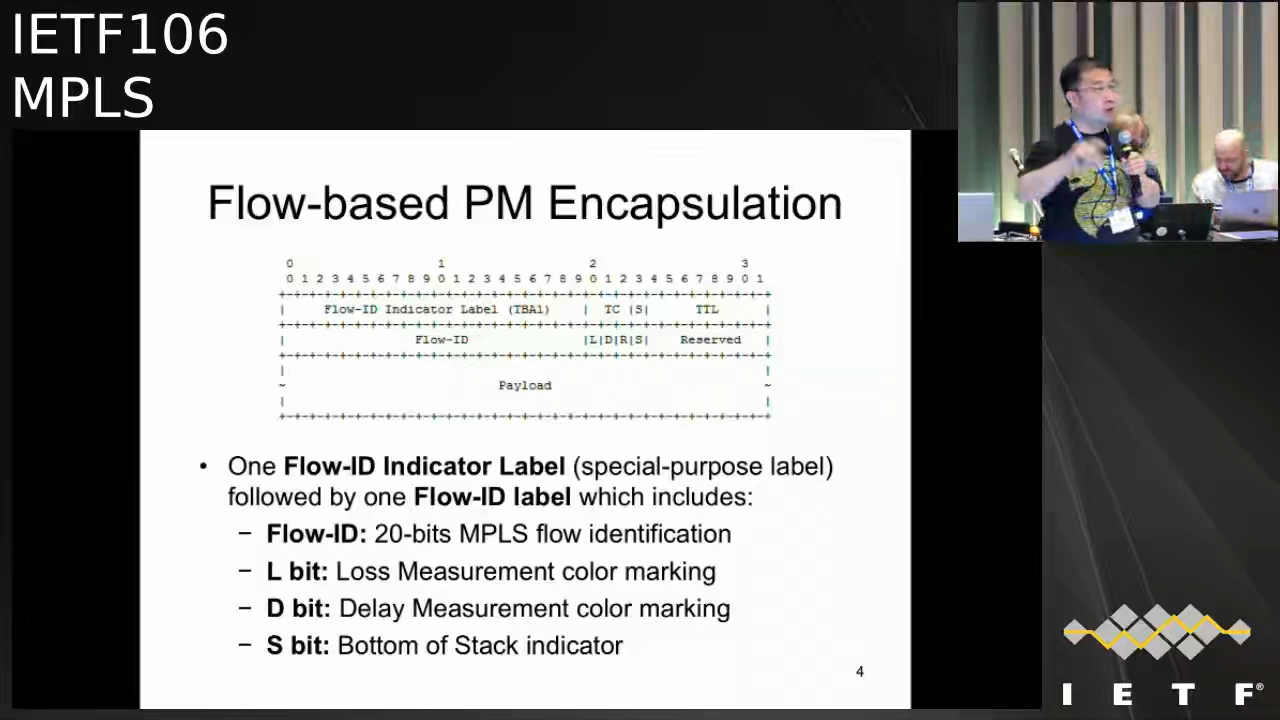 IETF106
MPLS
Flow-based PM Encapsulation
0 1 2 3
0 1 2 3 4 5 6 7 8 9 0 1 2 3 4 5 6 7 8 9 0 1 2 3 4 5 6 7 8 9 0 1
+-+-+-+-+-+-+-+-+-+-+-+-+-+-+-+-+-+-+-+-+-+-+-+-+-+-+-+-+-+-+-+-+
| Flow-ID Indicator Label (TBA1) | TC |S| TTL |
+-+-+-+-+-+-+-+-+-+-+-+-+-+-+-+-+-+-+-+-+-+-+-+-+-+-+-+-+-+-+-+-+
| Flow-ID |L|D|R|S| Reserved |
+-+-+-+-+-+-+-+-+-+-+-+-+-+-+-+-+-+-+-+-+-+-+-+-+-+-+-+-+-+-+-+-+
| |
~ Payload ~
| |
+-+-+-+-+-+-+-+-+-+-+-+-+-+-+-+-+-+-+-+-+-+-+-+-+-+-+-+-+-+-+-+-+
• One Flow-ID Indicator Label (special-purpose label)
followed by one Flow-ID label which includes:
− Flow-ID: 20-bits MPLS flow identification
− L bit: Loss Measurement color marking
− D bit: Delay Measurement color marking
− S bit: Bottom of Stack indicator
4
I E T F®